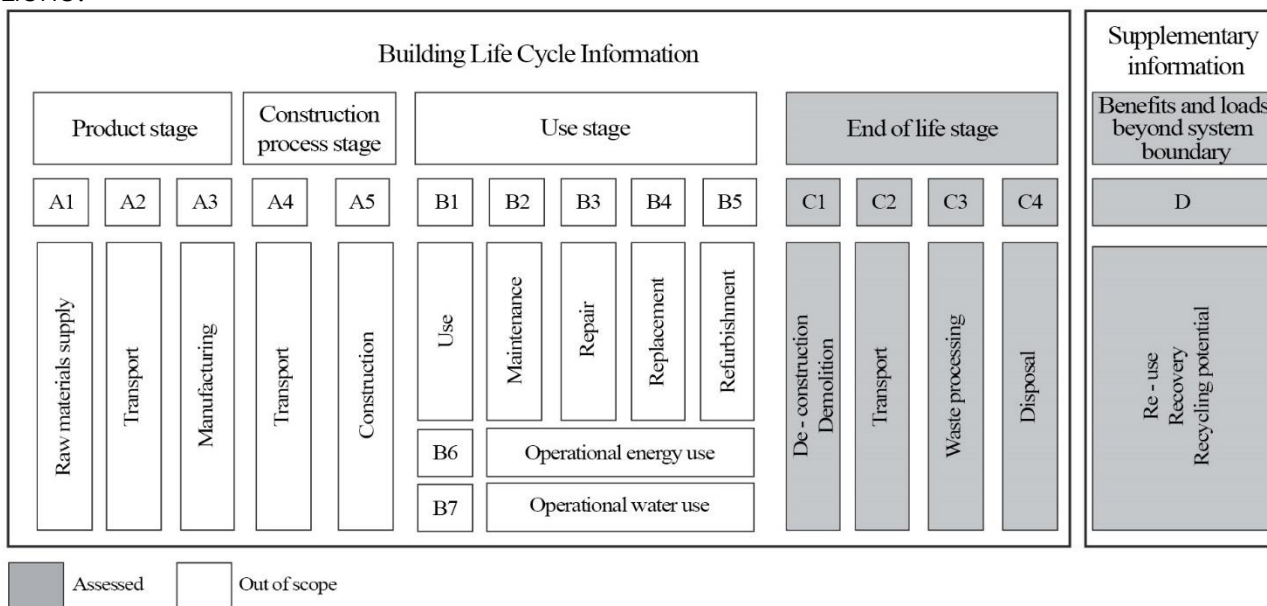 Building Life Cycle Information
Supplementary
information
Product stage
Construction
process stage
Use stage
End of life stage
Benefits and loads
beyond system
boundary
A1
A2
A3
A4
A5
B1
B2
B3
B4
B5
C1
C2
C3
C4
D
Raw materials supply
Transport
Manufacturing
Transport
Construction
Use
Maintenance
Repair
Replacement
Refurbishment
B6
Operational energy use
B7
Operational water use
De - construction
Demolition
Transport
Waste processing
Disposal
Re - use
Recovery
Recycling potential
Assessed
Out of scope